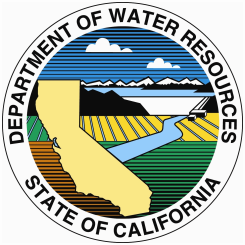 DEPARTMENT OF WATER RESOURCES
STATE OF CALIFORNIA